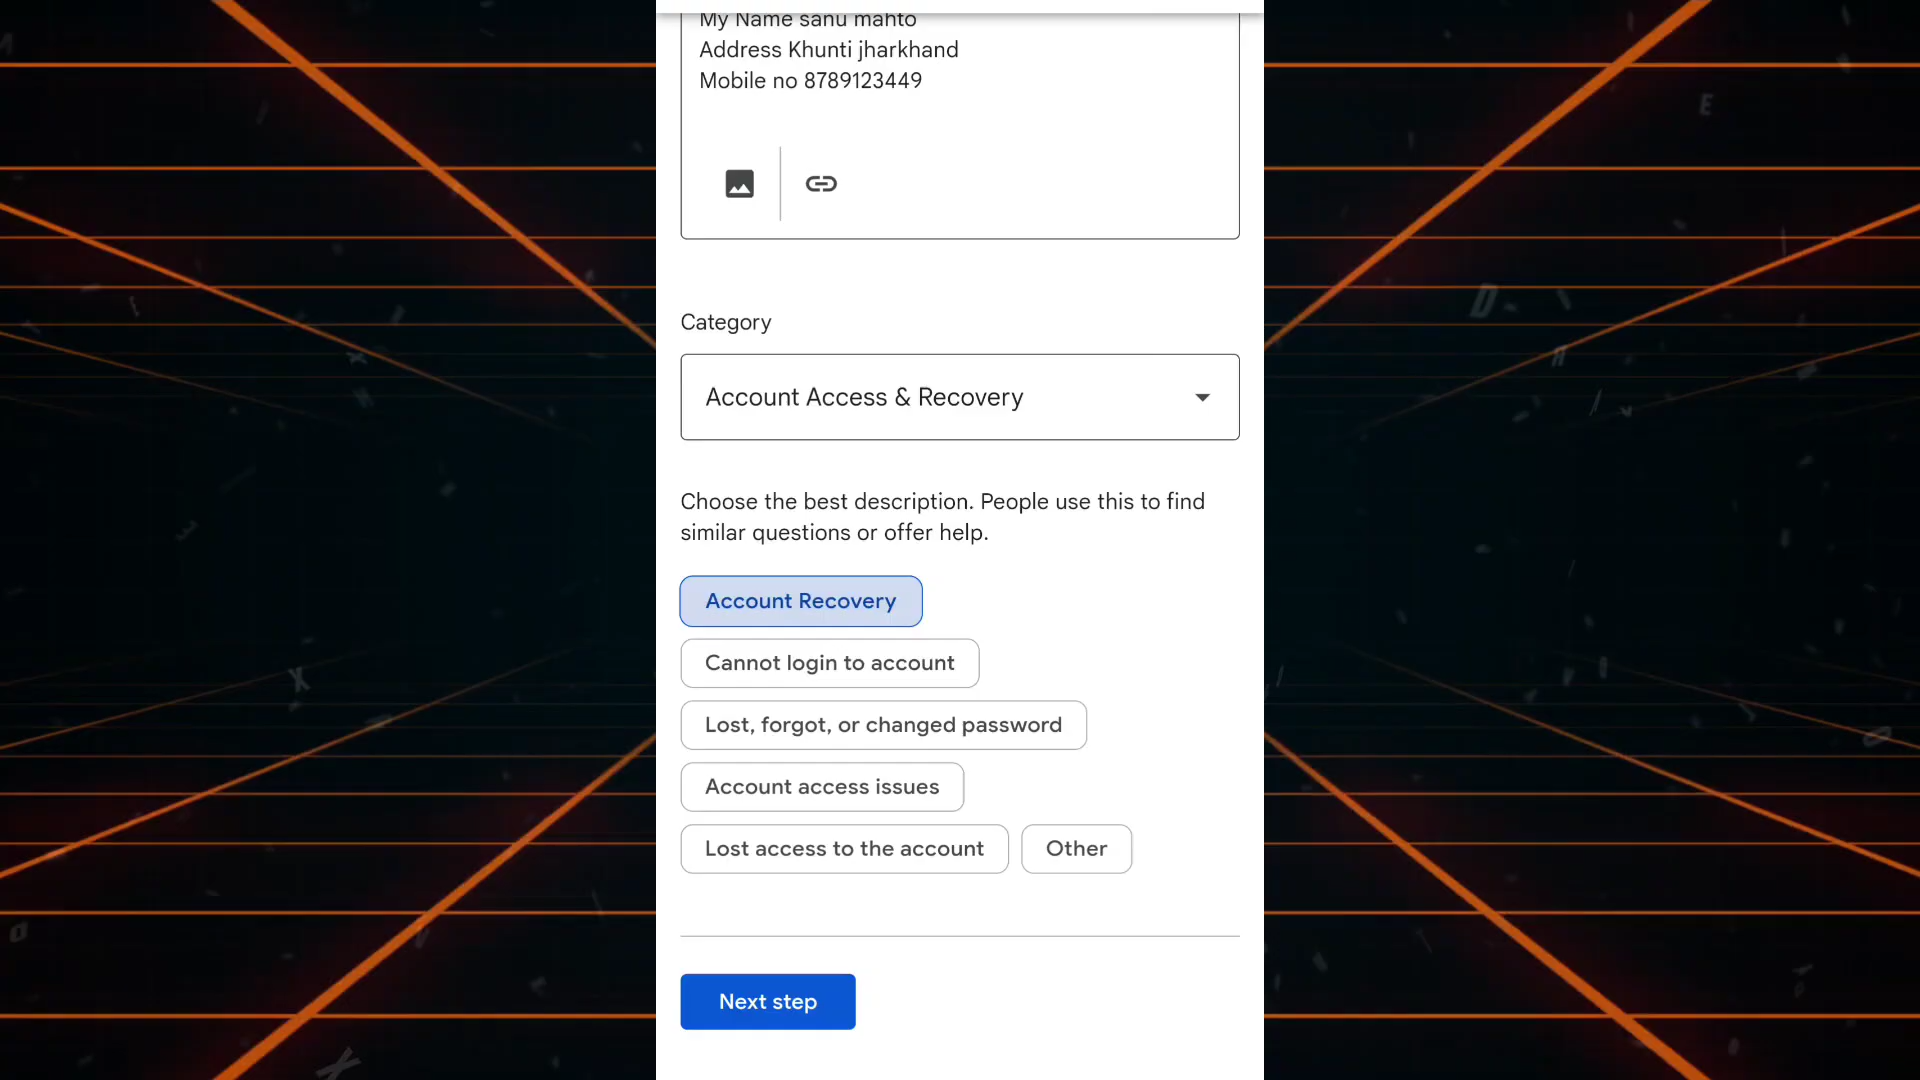 My Name sanu mahto
Address Khunti jharkhand
Mobile no 8789123449
Category
Account Access & Recovery
Choose the best description. People use this to find
similar questions or offer help.
Account Recovery
Cannot login to account
Lost, forgot, or changed password
Account access issues
Lost access to the account
Other
Next step